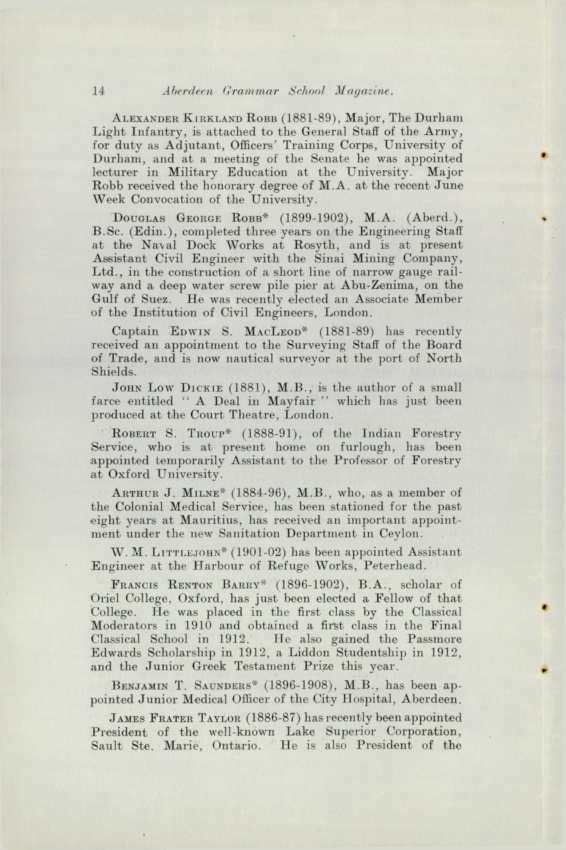 14 Aberdeen Grammar School Magazine.
Alexander Kirkland Robb (1881-89), Major, The Durham
Light Infantry, is attached to the General Staff of the Army,
for duty as Adjutant, Officers' Training Corps, University of
Durham, and at a meeting of the Senate he was appointed
lecturer in Military Education at the University. Major
Robb received the honorary degree of M.A. at the recent June
Week Convocation of the University.
Douglas George Robb* (1899-1902), M.A. (Aberd.),
B.Sc. (Edin.), completed three years on the Engineering Staff
at the Naval Dock Works at Rosyth, and is at present
Assistant Civil Engineer with the Sinai Mining Company,
Ltd., in the construction of a short line of narrow gauge rail-
way and a deep water screw pile pier at Abu-Zenima, on the
Gulf of Suez. He was recently elected an Associate Member
of the Institution of Civil Engineers, London.
Captain Edwin S. MacLeod* (1881-89) has recently
received an appointment to the Surveying Staff of the Board
of Trade, and is now nautical surveyor at the port of North
Shields.
John Low Dickie (1881), M.B., is the author of a small
farce entitled " A Deal in Mayfair " which has just been
produced at the Court Theatre, London.
Robert S. Troup* (1888-91), of the Indian Forestry
Service, who is at present home on furlough, has been
appointed temporarily Assistant to the Professor of Forestry
at Oxford University.
Arthur J. Milne* (1884-96), M.B., who, as a member of
the Colonial Medical Service, has been stationed for the past
eight years at Mauritius, has received an important appoint-
ment under the new Sanitation Department in Ceylon.
W. M. Littlejohn* (1901-02) has been appointed Assistant
Engineer at the Harbour of Refuge Works, Peterhead.
Francis Renton Barry* (1896-1902), B.A., scholar of
Oriel College, Oxford, has just been elected a Fellow of that
College. He was placed in the first class by the Classical
Moderators in 1910 and obtained a first class in the Final
Classical School in 1912. He also gained the Passmore
Edwards Scholarship in 1912, a Liddon Studentship in 1912,
and the Junior Greek Testament Prize this year.
Benjamin T. Saunders* (1896-1908), M.B., has been ap-
pointed Junior Medical Officer of the City Hospital, Aberdeen.
James Frater Taylor (1886-87) has recently been appointed
President of the well-known Lake Superior Corporation,
Sault Ste. Marie, Ontario. He is also President of the